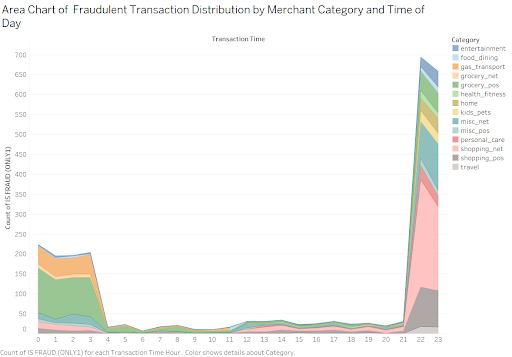 Area Chart of Fraudulent Transaction Distribution by Merchant Category and Time of
Day
Transaction Time
Count of IS FRAUD (ONLY1)
700
650
600
550
500
450
400
350
300
250
200
150
100
50
0
0 1 2 3 4 5 6 7 8 9 10 11 12 13 14 15 16 17 18 19 20 21 22 23
Category
entertainment
food_dining
gas_transport
grocery_net
grocery_pos
health_fitness
home
kids_pets
misc_net
misc_pos
personal_care
shopping_net
shopping_pos
travel
Count of IS FRAUD (ONLY1) for each Transaction Time Hour. Color shows details about Category